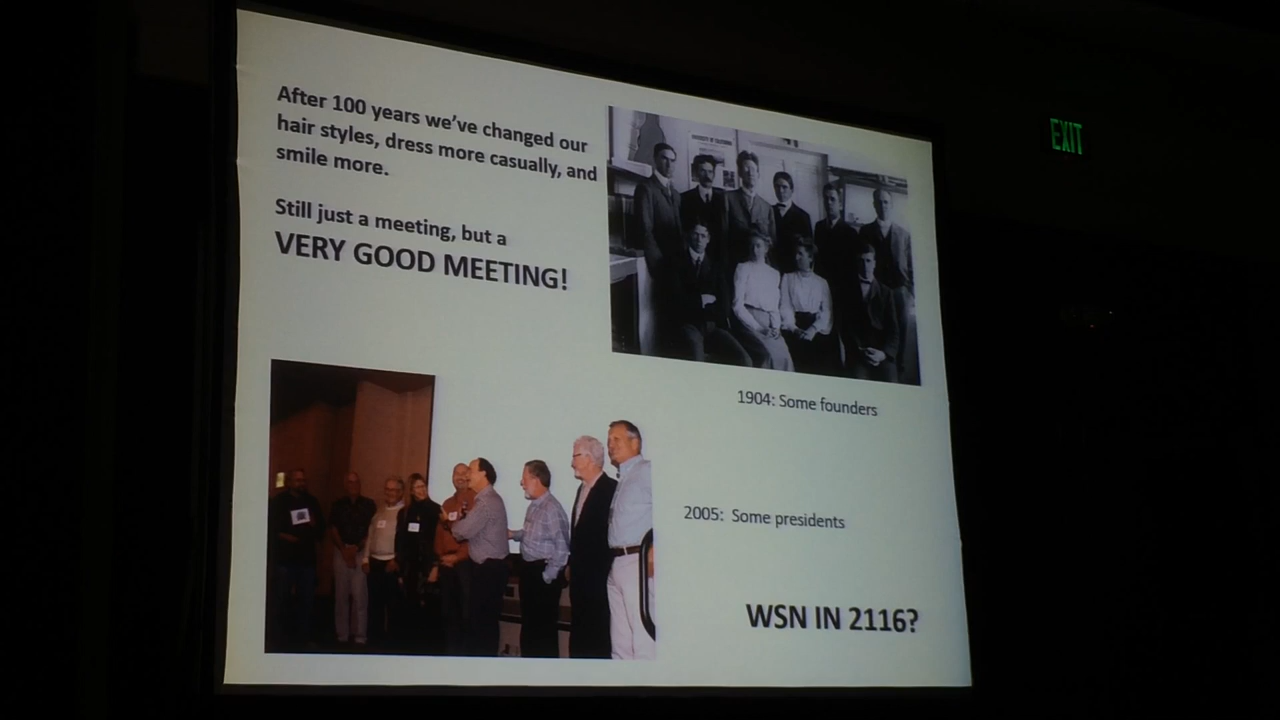 After 100 years we've changed our
hair styles, dress more casually, and
smile more.
Still just a meeting, but a
VERY GOOD MEETING!
1904: Some founders
2005: Some presidents
WSN IN 2116?
EXIT